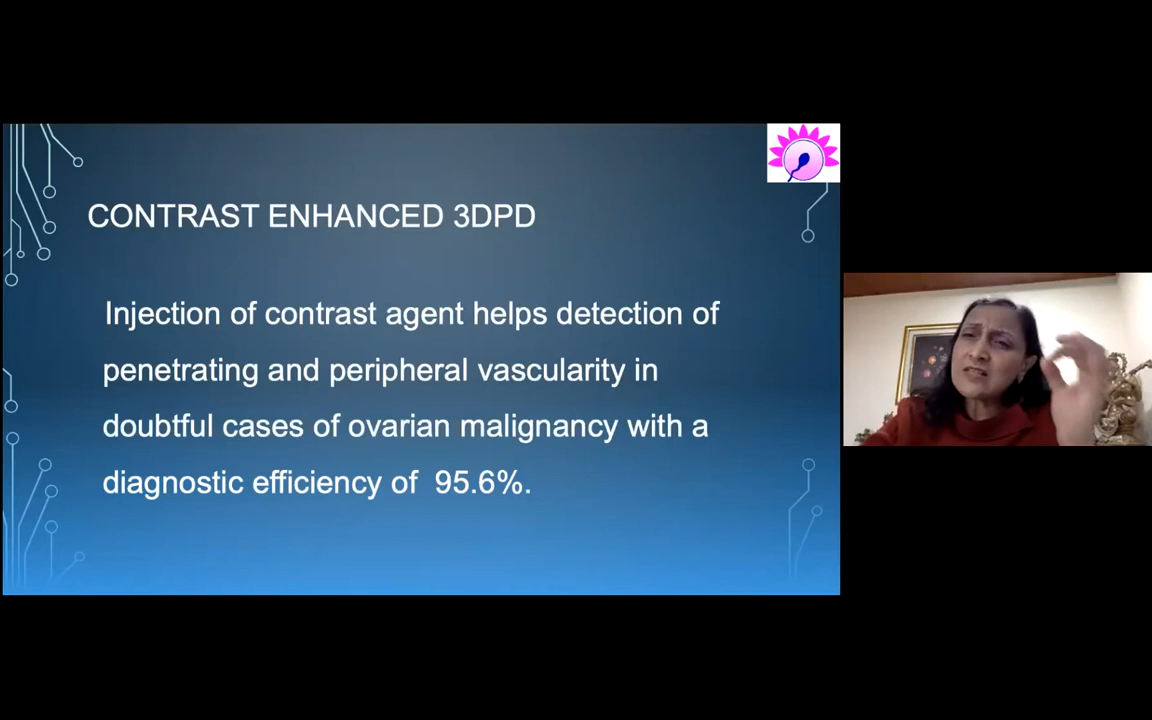 CONTRAST ENHANCED 3DPD
Injection of contrast agent helps detection of
penetrating and peripheral vascularity in
doubtful cases of ovarian malignancy with a
diagnostic efficiency of 95.6%.